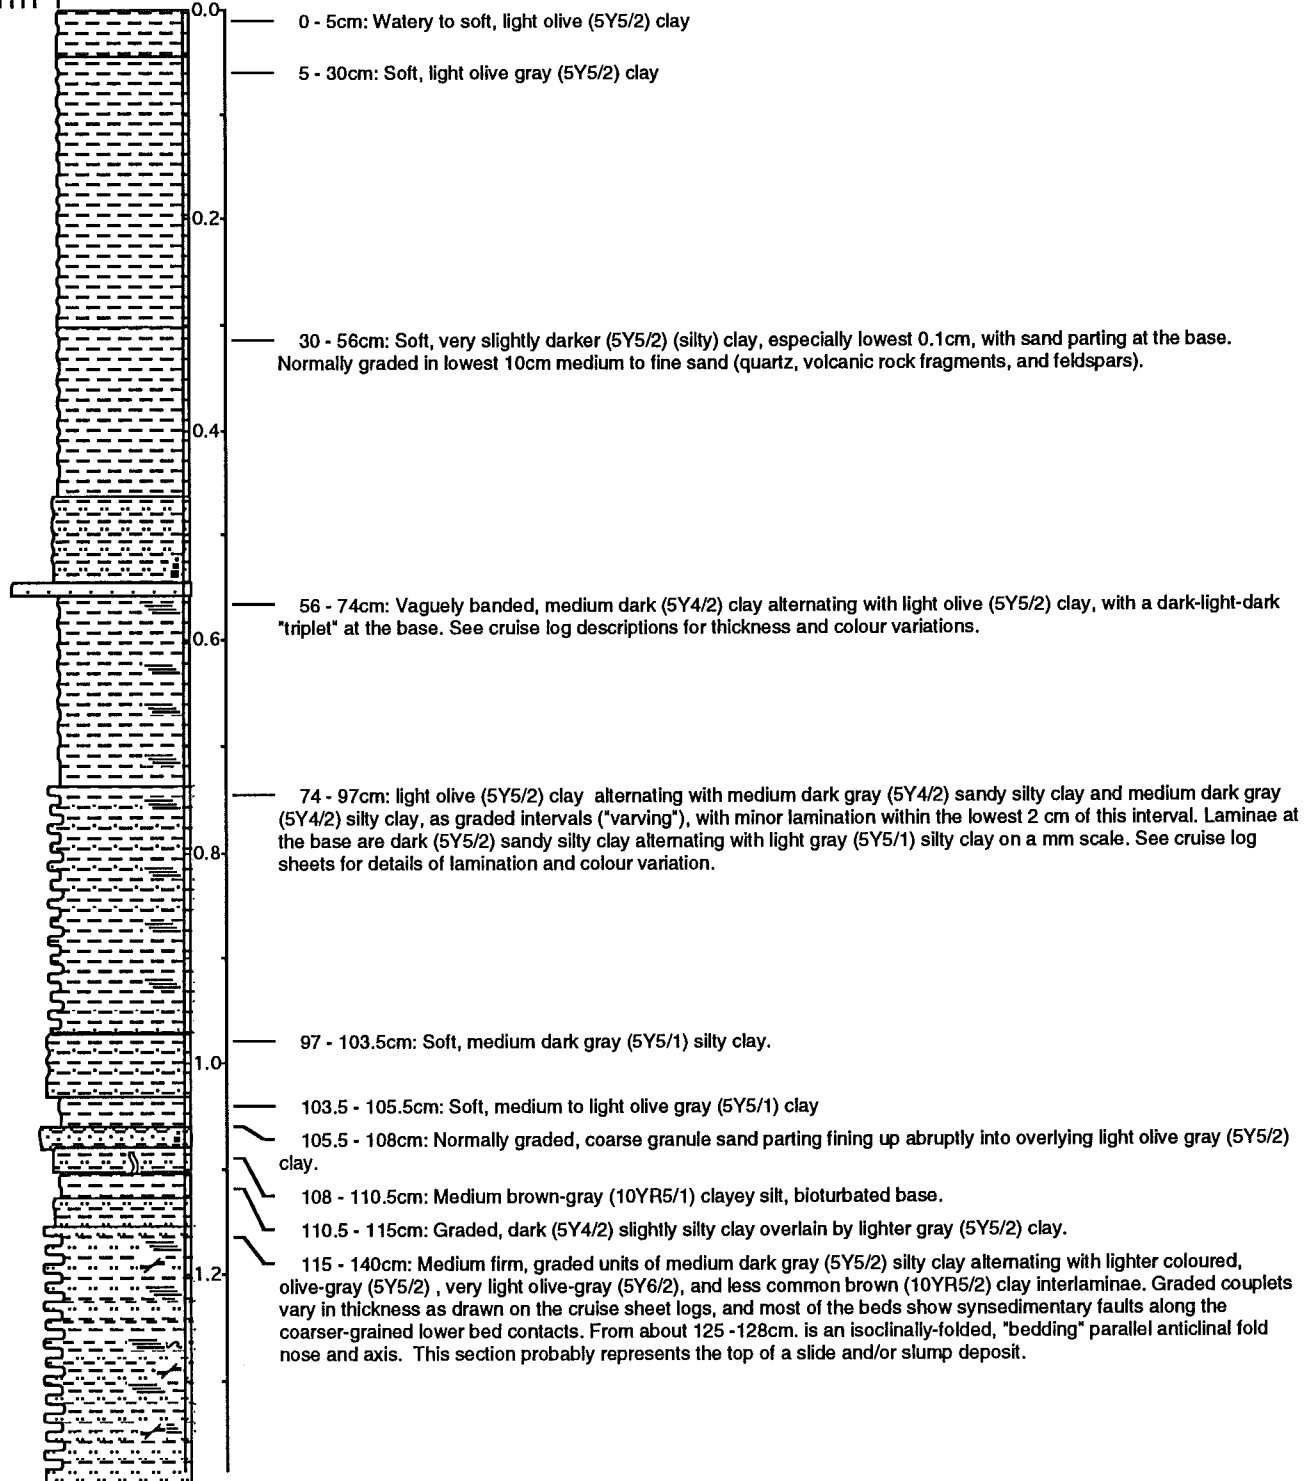 0.0
0 - 5cm: Watery to soft, light olive (5Y5/2) clay
5 - 30cm: Soft, light olive gray (5Y5/2) clay
0.2
30 - 56cm: Soft, very slightly darker (5Y5/2) (silty) clay, especially lowest 0.1cm, with sand parting at the base.
Normally graded in lowest 10cm medium to fine sand (quartz, volcanic rock fragments, and feldspars).
0.4
56 - 74cm: Vaguely banded, medium dark (5Y4/2) clay alternating with light olive (5Y5/2) clay, with a dark-light-dark
"triplet" at the base. See cruise log descriptions for thickness and colour variations.
0.6
74 - 97cm: light olive (5Y5/2) clay alternating with medium dark gray (5Y4/2) sandy silty clay and medium dark gray
(5Y4/2) silty clay, as graded intervals ("varving"), with minor lamination within the lowest 2 cm of this interval. Laminae at
the base are dark (5Y5/2) sandy silty clay alternating with light gray (5Y5/1) silty clay on a mm scale. See cruise log
sheets for details of lamination and colour variation.
0.8
97 - 103.5cm: Soft, medium dark gray (5Y5/1) silty clay.
1.0
103.5 - 105.5cm: Soft, medium to light olive gray (5Y5/1) clay
105.5 - 108cm: Normally graded, coarse granule sand parting fining up abruptly into overlying light olive gray (5Y5/2)
clay.
108 - 110.5cm: Medium brown-gray (10YR5/1) clayey silt, bioturbated base.
110.5 - 115cm: Graded, dark (5Y4/2) slightly silty clay overlain by lighter gray (5Y5/2) clay.
115 - 140cm: Medium firm, graded units of medium dark gray (5Y5/2) silty clay alternating with lighter coloured,
olive-gray (5Y5/2) , very light olive-gray (5Y6/2), and less common brown (10YR5/2) clay interlaminae. Graded couplets
vary in thickness as drawn on the cruise sheet logs, and most of the beds show synsedimentary faults along the
coarser-grained lower bed contacts. From about 125 -128cm. is an isoclinally-folded, "bedding" parallel anticlinal fold
nose and axis. This section probably represents the top of a slide and/or slump deposit.
1.2